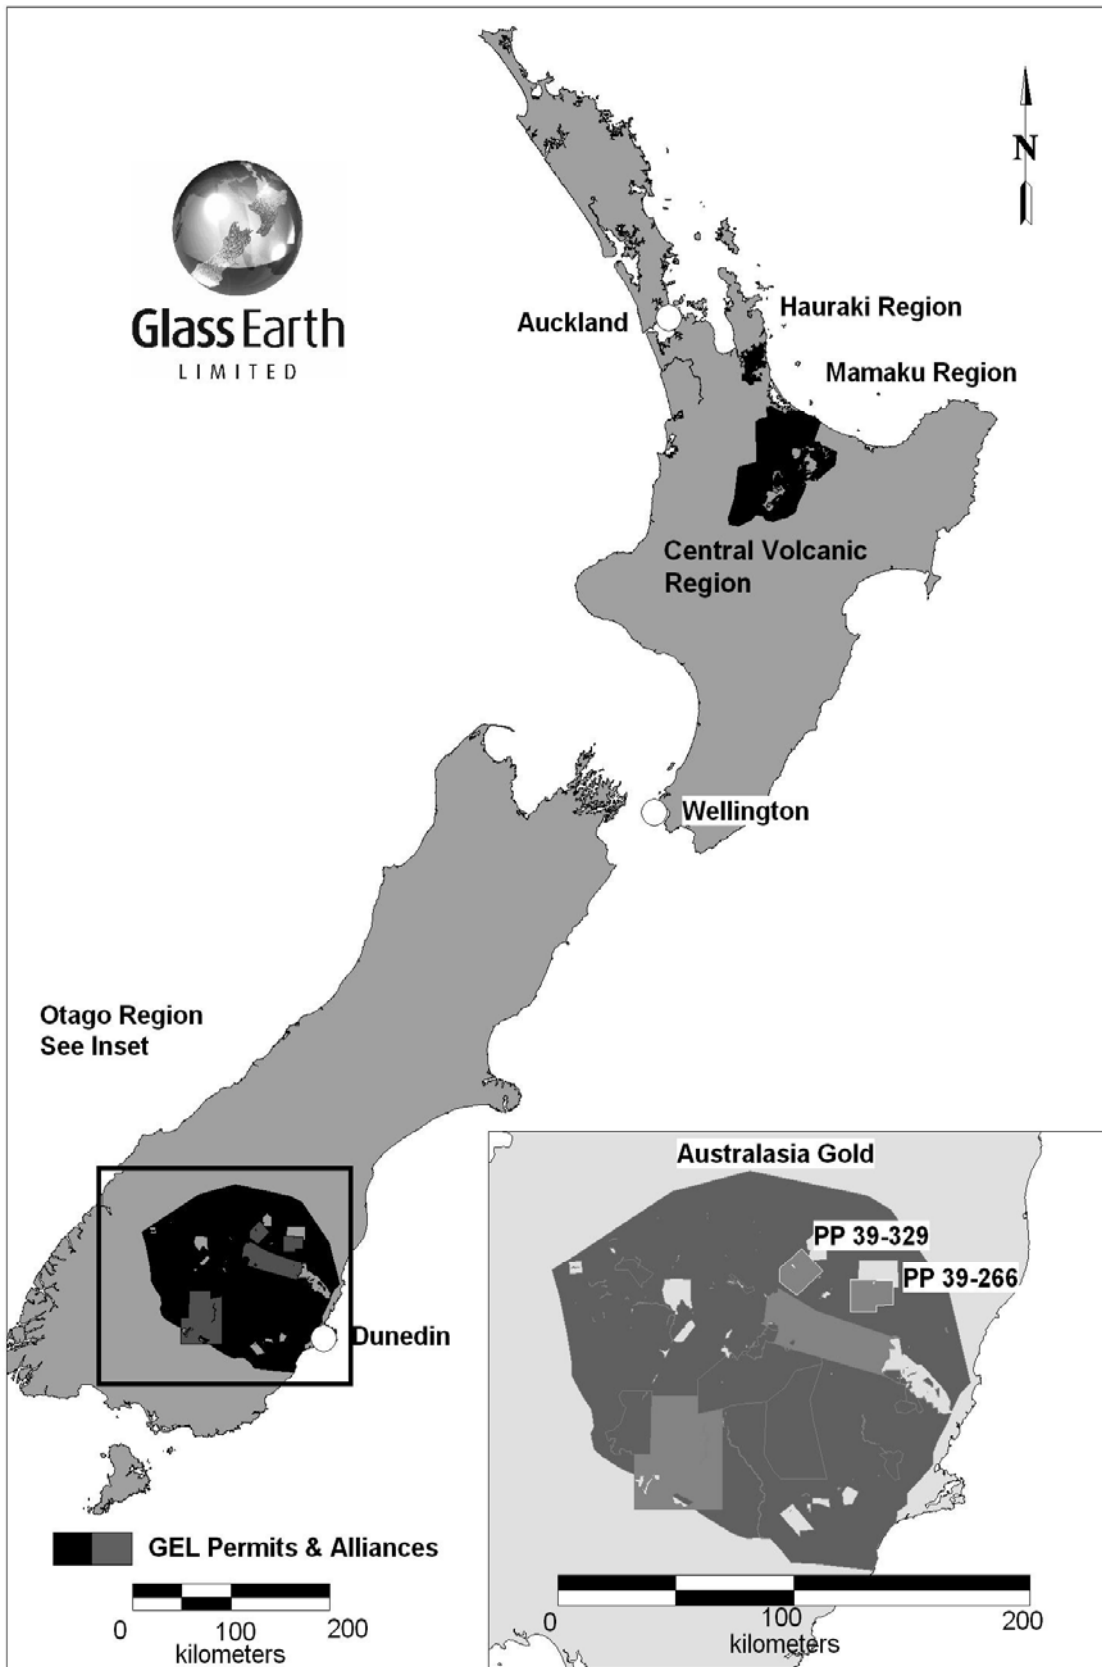 N
Glass Earth
LIMITED
Auckland
Hauraki Region
Mamaku Region
Central Volcanic
Region
Wellington
Otago Region
See Inset
Dunedin
GEL Permits & Alliances
0 100 200
kilometers
Australasia Gold
PP 39-329
PP 39-266
0 100 200
kilometers